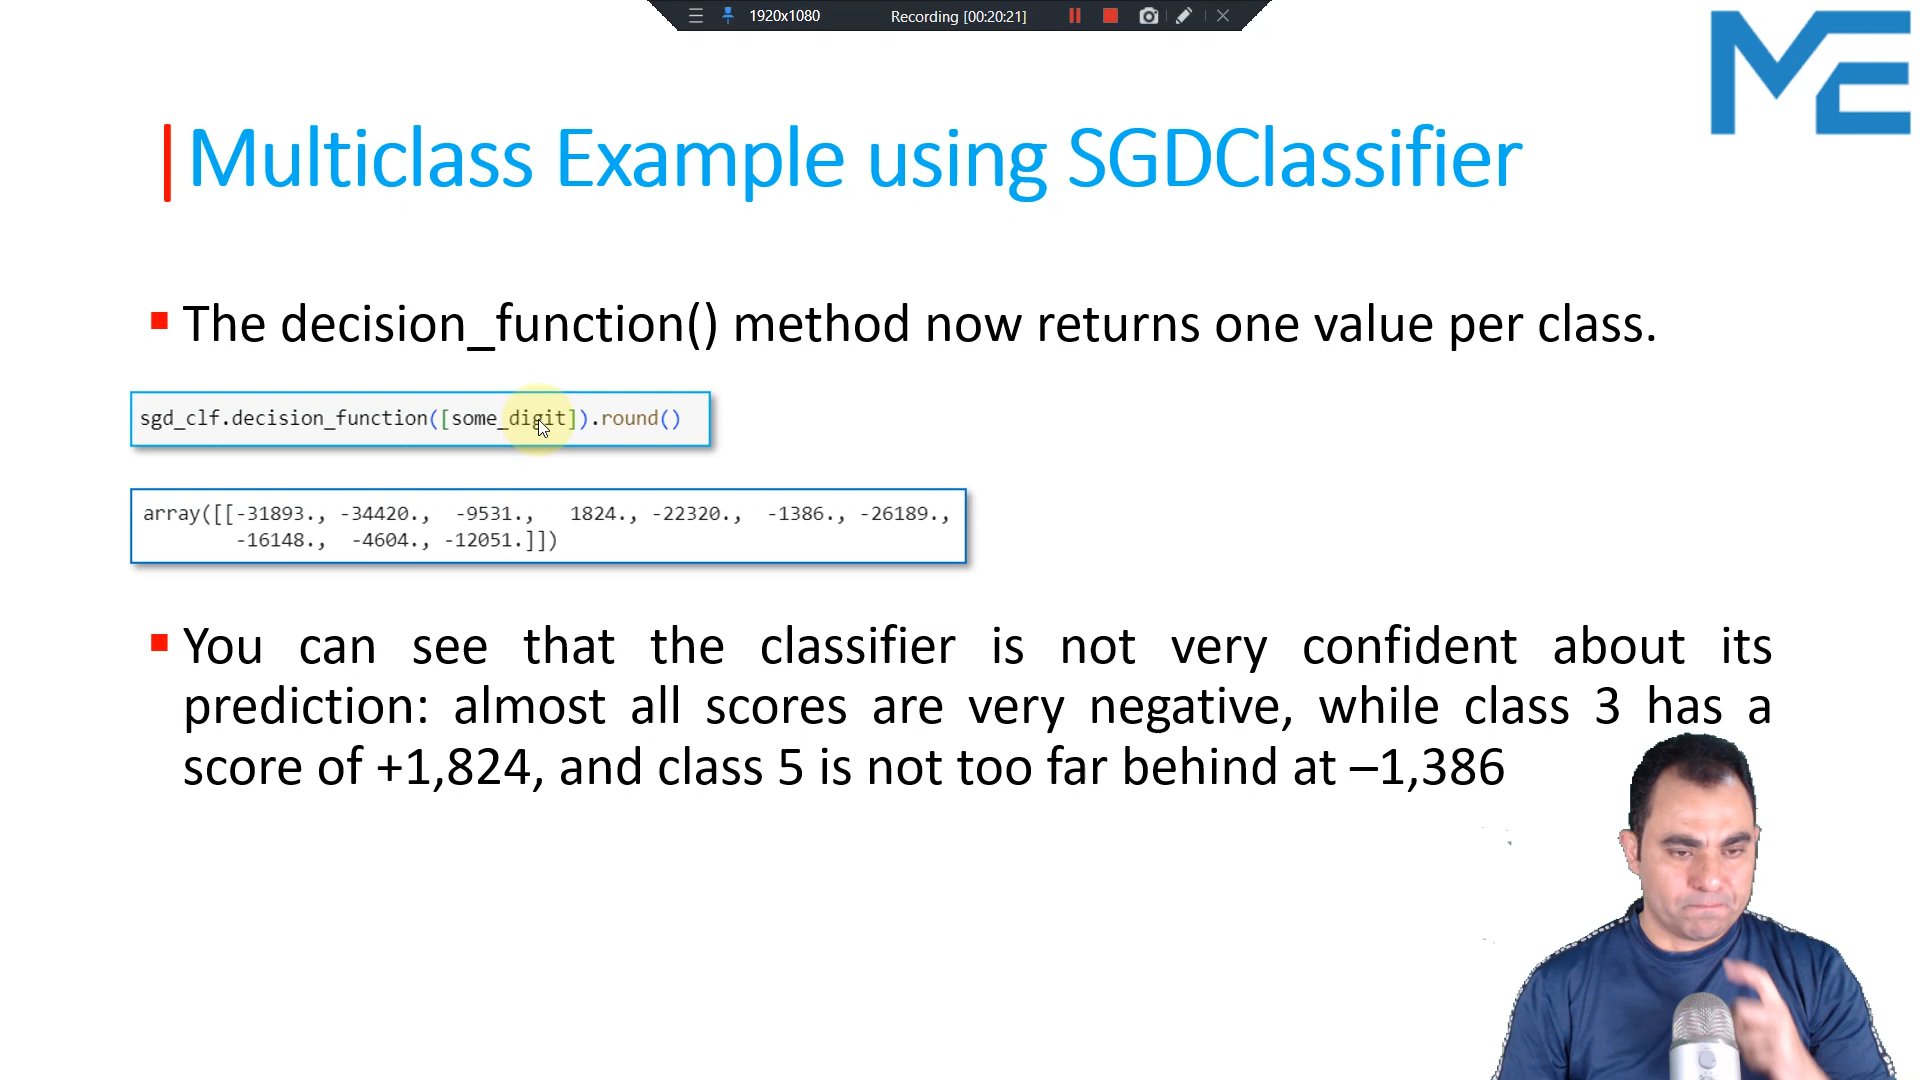 1920x1080 Recording [00:20:21]
ME
Multiclass Example using SGDClassifier
The decision_function() method now returns one value per class.
sgd_clf.decision_function([some_digit]).round()
array([[-31893., -34420., -9531., 1824., -22320., -1386., -26189.,
-16148., -4604., -12051.]])
You can see that the classifier is not very confident about its
prediction: almost all scores are very negative, while class 3 has a
score of +1,824, and class 5 is not too far behind at –1,386